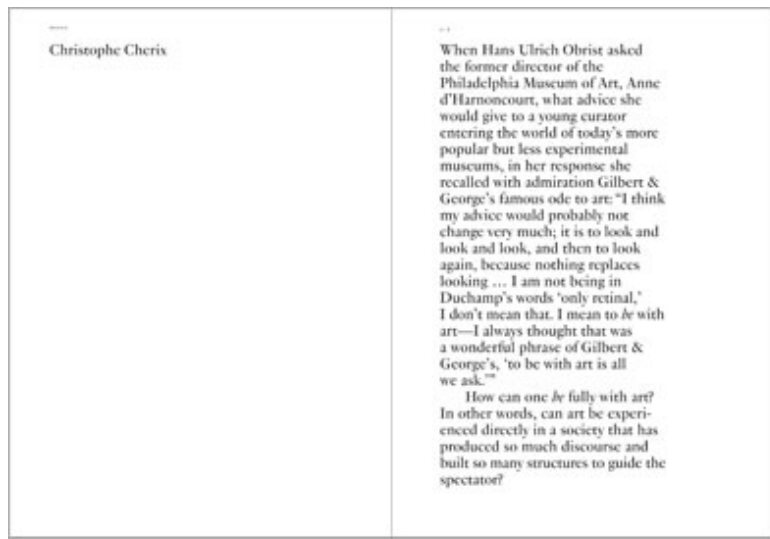 Christophe Cherix
When Hans Ulrich Obrist asked
the former director of the
Philadelphia Museum of Art, Anne
d'Harnoncourt, what advice she
would give to a young curator
entering the world of today's more
popular but less experimental
museums, in her response she
recalled with admiration Gilbert &
George's famous ode to art: “I think
my advice would probably not
change very much; it is to look and
look and look, and then to look
again, because nothing replaces
looking … I am not being in
Duchamp's words ‘only retinal,’
I don't mean that. I mean to be with
art—I always thought that was
a wonderful phrase of Gilbert &
George's, ‘to be with art is all
we ask.’”
How can one be fully with art?
In other words, can art be experi-
enced directly in a society that has
produced so much discourse and
built so many structures to guide the
spectator?